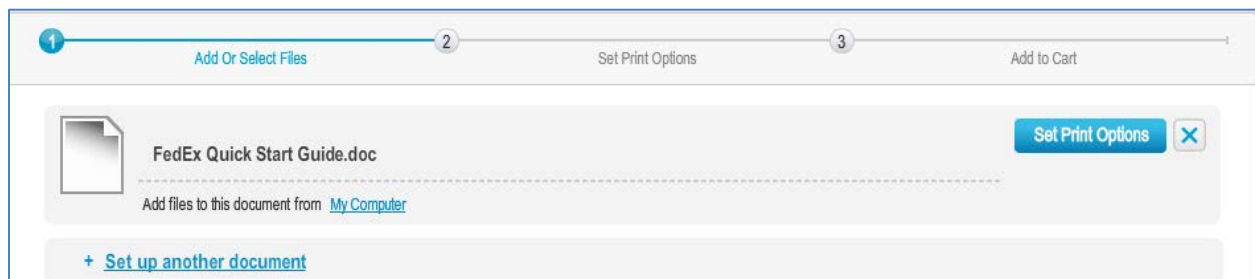 1 2 3
Add Or Select Files Set Print Options Add to Cart
FedEx Quick Start Guide.doc Set Print Options
Add files to this document from My Computer
+ Set up another document